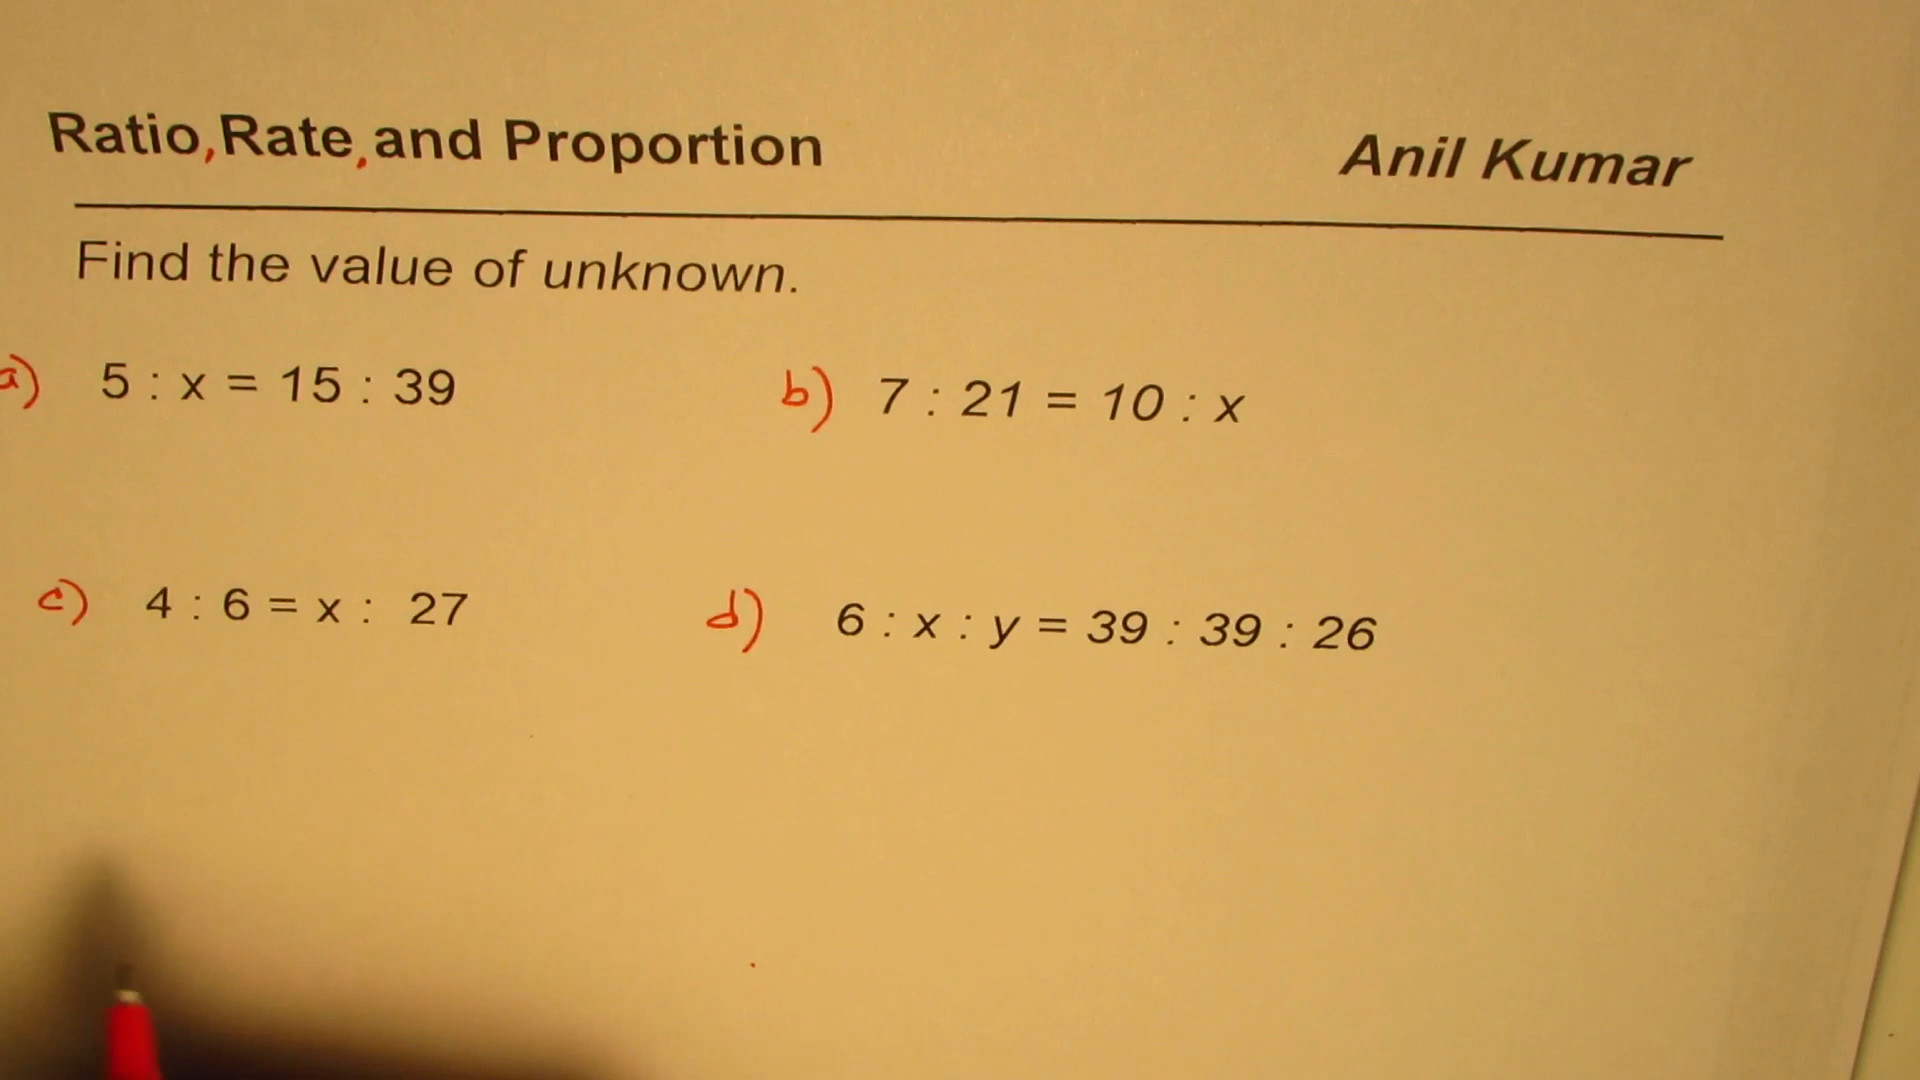 Ratio, Rate, and Proportion Anil Kumar
Find the value of unknown.
a) 5 : x = 15 : 39 b) 7 : 21 = 10 : x
c) 4 : 6 = x : 27 d) 6 : x : y = 39 : 39 : 26